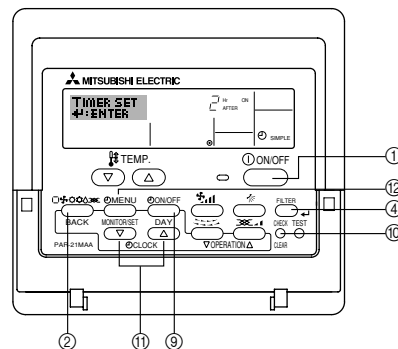 MITSUBISHI ELECTRIC
TIMER SET
↵:ENTER
2 Hr ON
AFTER
SIMPLE
TEMP.
ON/OFF
①
MENU ON/OFF
FILTER
⑫
④
BACK MONITOR/SET DAY
CHECK TEST
PAR-21MAA
CLOCK
▽OPERATION△
CLEAR
⑩
② ⑪ ⑨